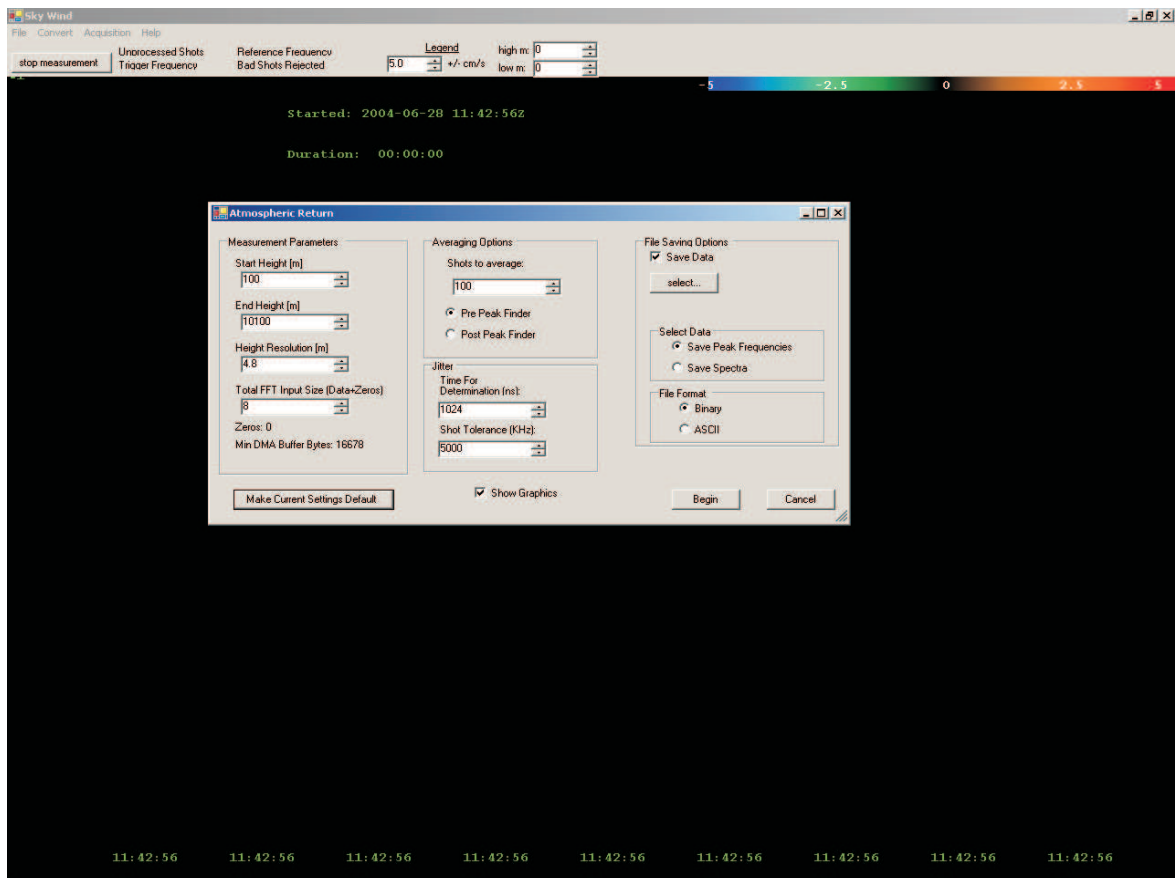 Sky Wind
File Convert Acquisition Help
stop measurement
Unprocessed Shots
Trigger Frequency
Reference Frequency
Bad Shots Rejected
Legend
5.0 +/- cm/s
high m: 0
low m: 0
-5 -2.5 0 2.5 5
Started: 2004-06-28 11:42:56Z
Duration: 00:00:00
Atmospheric Return
Measurement Parameters
Start Height [m]
100
End Height [m]
10100
Height Resolution [m]
4.8
Total FFT Input Size (Data+Zeros)
8
Zeros: 0
Min DMA Buffer Bytes: 16678
Make Current Settings Default
Averaging Options
Shots to average:
100
Pre Peak Finder
Post Peak Finder
Jitter
Time For
Determination (ns):
1024
Shot Tolerance (KHz):
5000
Show Graphics
File Saving Options
Save Data
select...
Select Data
Save Peak Frequencies
Save Spectra
File Format
Binary
ASCII
Begin
Cancel
11:42:56 11:42:56 11:42:56 11:42:56 11:42:56 11:42:56 11:42:56 11:42:56 11:42:56